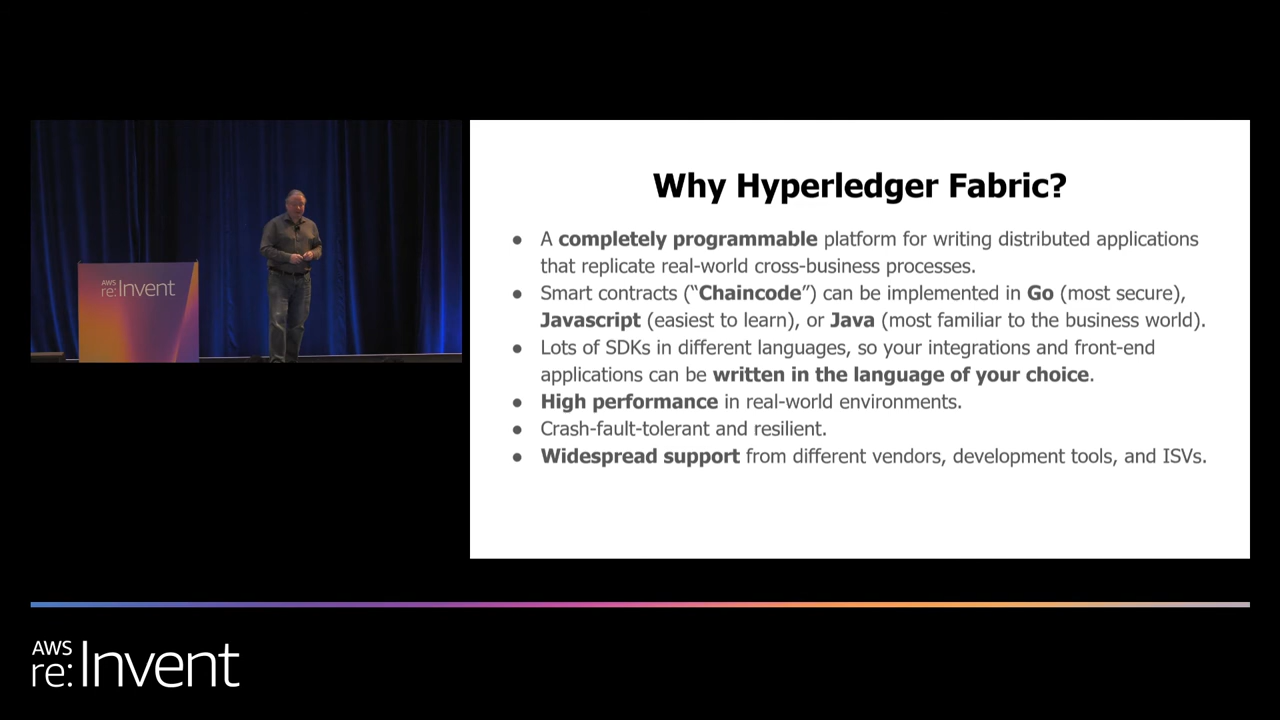 AWS
re:Invent
Why Hyperledger Fabric?
● A completely programmable platform for writing distributed applications
that replicate real-world cross-business processes.
● Smart contracts (“Chaincode”) can be implemented in Go (most secure),
Javascript (easiest to learn), or Java (most familiar to the business world).
● Lots of SDKs in different languages, so your integrations and front-end
applications can be written in the language of your choice.
● High performance in real-world environments.
● Crash-fault-tolerant and resilient.
● Widespread support from different vendors, development tools, and ISVs.
AWS
re:Invent